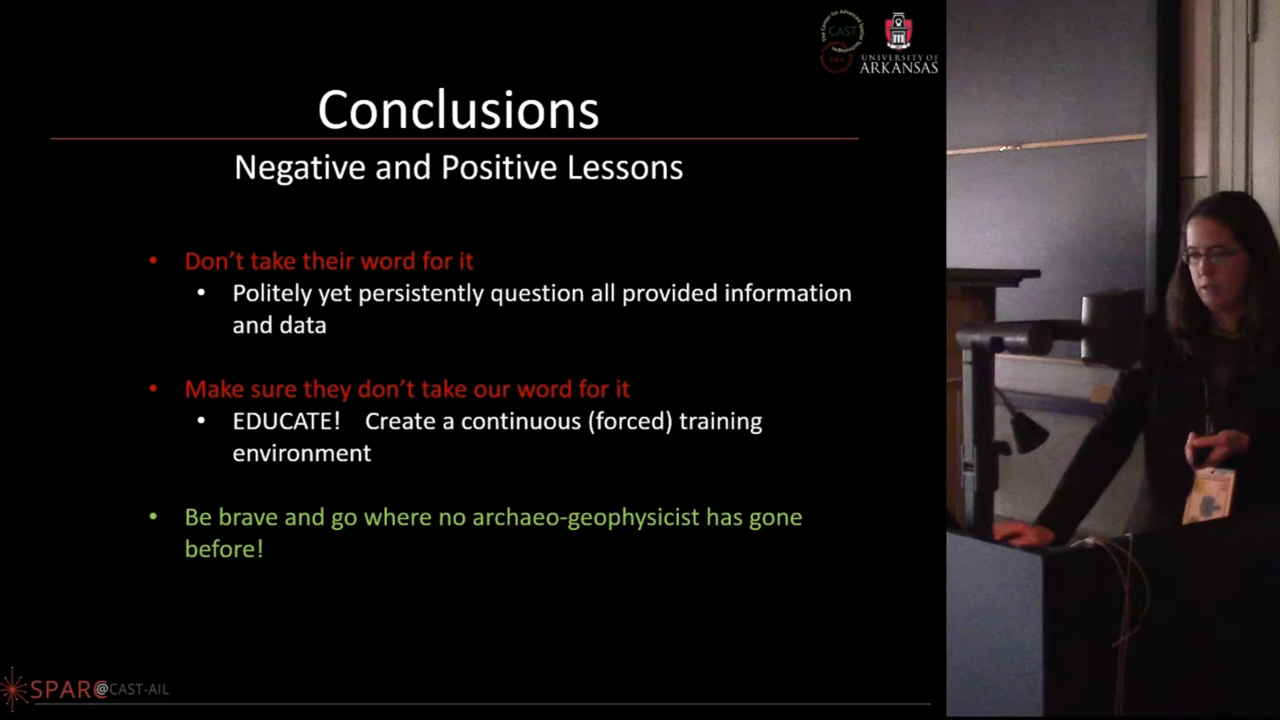 CAST
UNIVERSITY OF
ARKANSAS
Conclusions
Negative and Positive Lessons
• Don't take their word for it
• Politely yet persistently question all provided information
and data
• Make sure they don't take our word for it
• EDUCATE! Create a continuous (forced) training
environment
• Be brave and go where no archaeo-geophysicist has gone
before!
SPARC@CAST-AIL